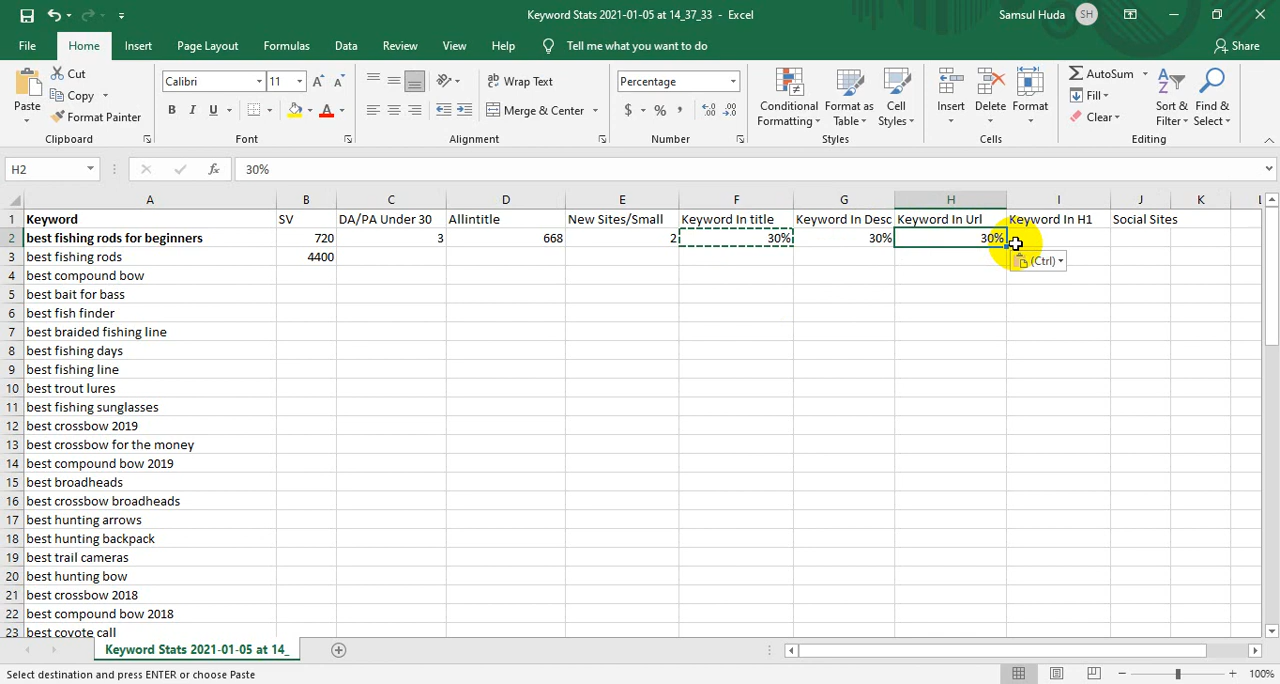 Keyword Stats 2021-01-05 at 14_37_33 - Excel
Samsul Huda SH
File Home Insert Page Layout Formulas Data Review View Help Tell me what you want to do Share
Paste
Cut
Copy
Format Painter
Clipboard
Calibri 11
B I U
Font
Wrap Text
Merge & Center
Alignment
Percentage
$ % ,
Number
Conditional Formatting
Format as Table
Cell Styles
Styles
Insert
Delete
Format
Cells
AutoSum
Fill
Clear
Sort & Filter
Find & Select
Editing
H2 fx 30%
A B C D E F G H I J K L
1 Keyword SV DA/PA Under 30 Allintitle New Sites/Small Keyword In title Keyword In Desc Keyword In Url Keyword In H1 Social Sites
2 best fishing rods for beginners 720 3 668 2 30% 30% 30%
3 best fishing rods 4400
(Ctrl)
4 best compound bow
5 best bait for bass
6 best fish finder
7 best braided fishing line
8 best fishing days
9 best fishing line
10 best trout lures
11 best fishing sunglasses
12 best crossbow 2019
13 best crossbow for the money
14 best compound bow 2019
15 best broadheads
16 best crossbow broadheads
17 best hunting arrows
18 best hunting backpack
19 best trail cameras
20 best hunting bow
21 best crossbow 2018
22 best compound bow 2018
23 best coyote call
Keyword Stats 2021-01-05 at 14_
Select destination and press ENTER or choose Paste
100%